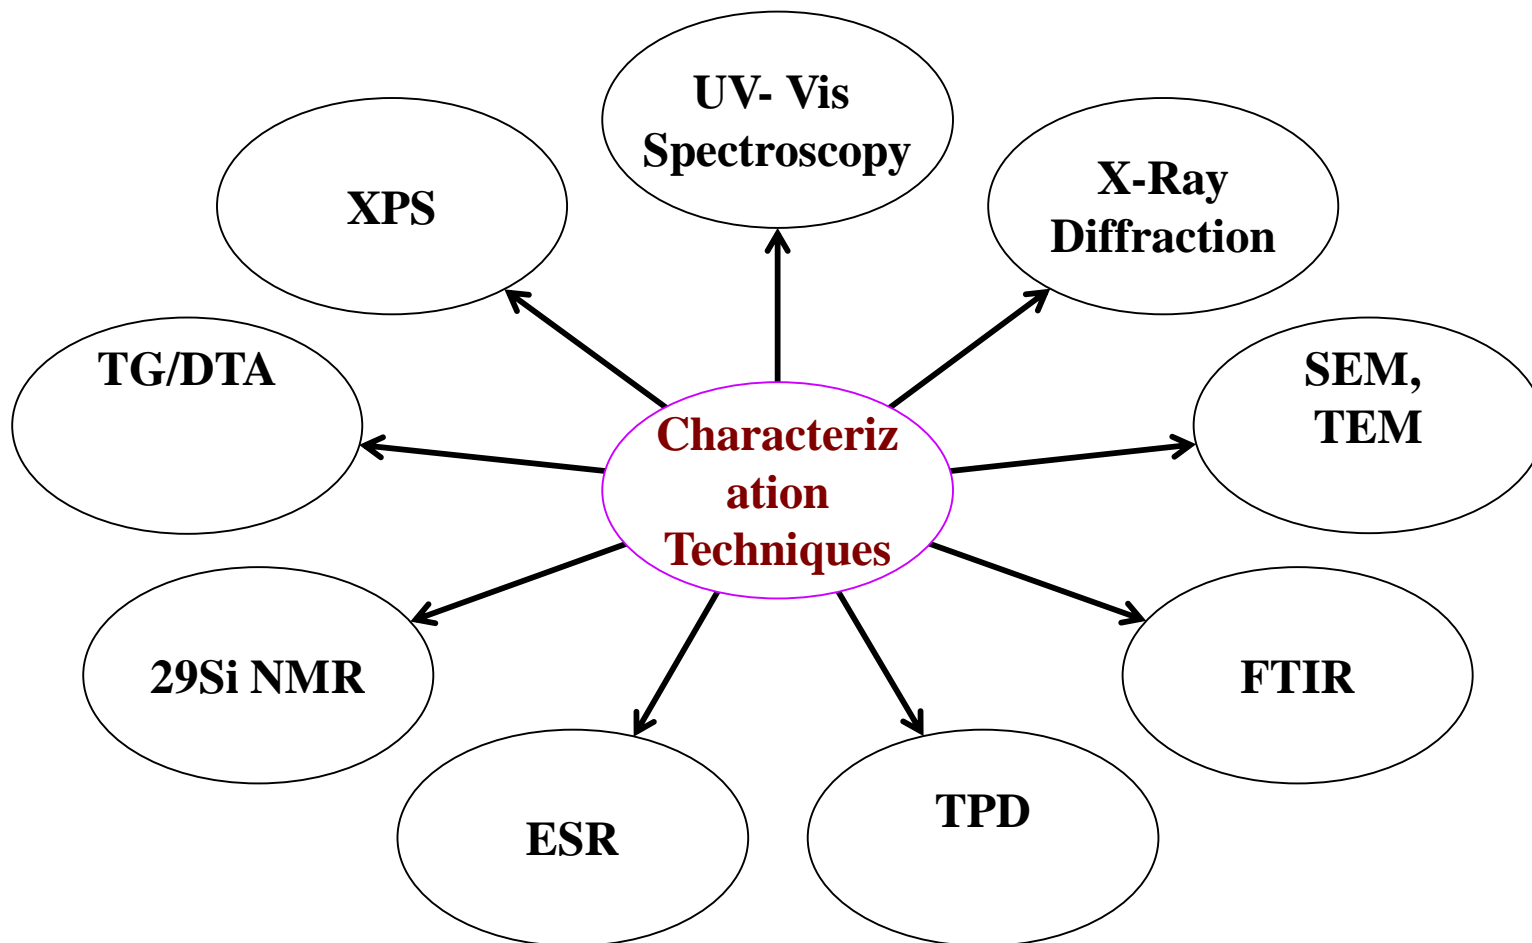 UV- Vis
Spectroscopy
X-Ray
Diffraction
XPS
TG/DTA
SEM,
TEM
Characteriz
ation
Techniques
29Si NMR
FTIR
ESR
TPD